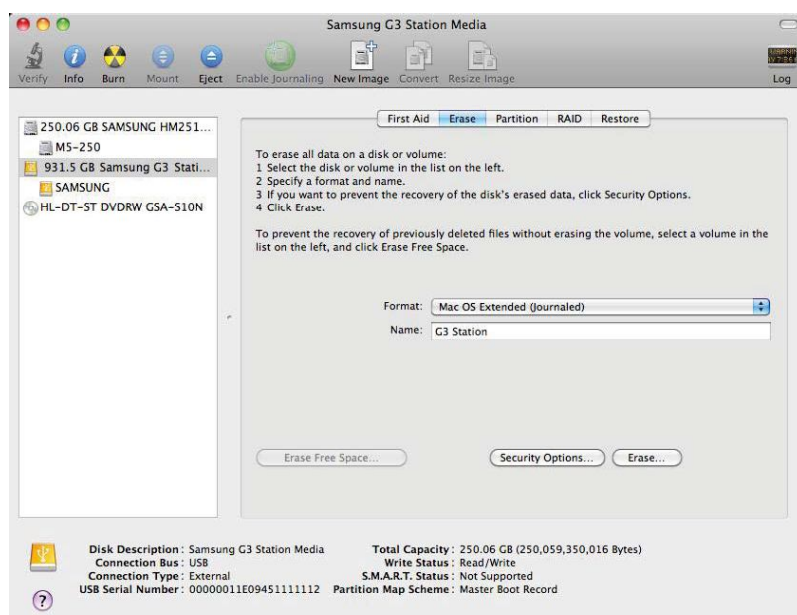 Samsung G3 Station Media
Verify Info Burn Mount Eject Enable Journaling New Image Convert Resize Image Log
First Aid Erase Partition RAID Restore
250.06 GB SAMSUNG HM251...
M5-250
931.5 GB Samsung G3 Stati...
SAMSUNG
HL-DT-ST DVDRW GSA-S10N
To erase all data on a disk or volume:
1 Select the disk or volume in the list on the left.
2 Specify a format and name.
3 If you want to prevent the recovery of the disk's erased data, click Security Options.
4 Click Erase.
To prevent the recovery of previously deleted files without erasing the volume, select a volume in the
list on the left, and click Erase Free Space.
Format: Mac OS Extended (Journaled)
Name: G3 Station
Erase Free Space... Security Options... Erase...
Disk Description : Samsung G3 Station Media
Connection Bus : USB
Connection Type : External
USB Serial Number : 00000011E09451111112
Total Capacity : 250.06 GB (250,059,350,016 Bytes)
Write Status : Read/Write
S.M.A.R.T. Status : Not Supported
Partition Map Scheme : Master Boot Record
?